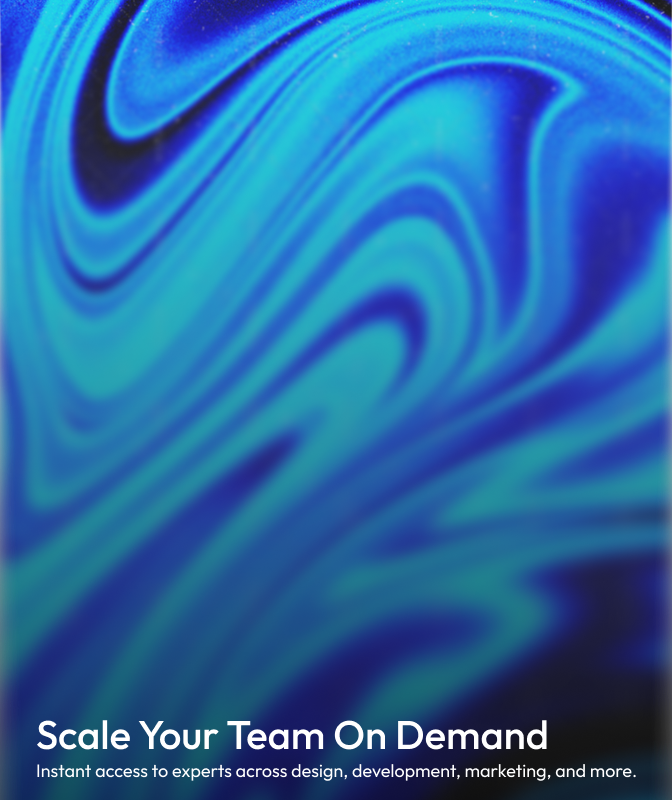 Scale Your Team On Demand
Instant access to experts across design, development, marketing, and more.